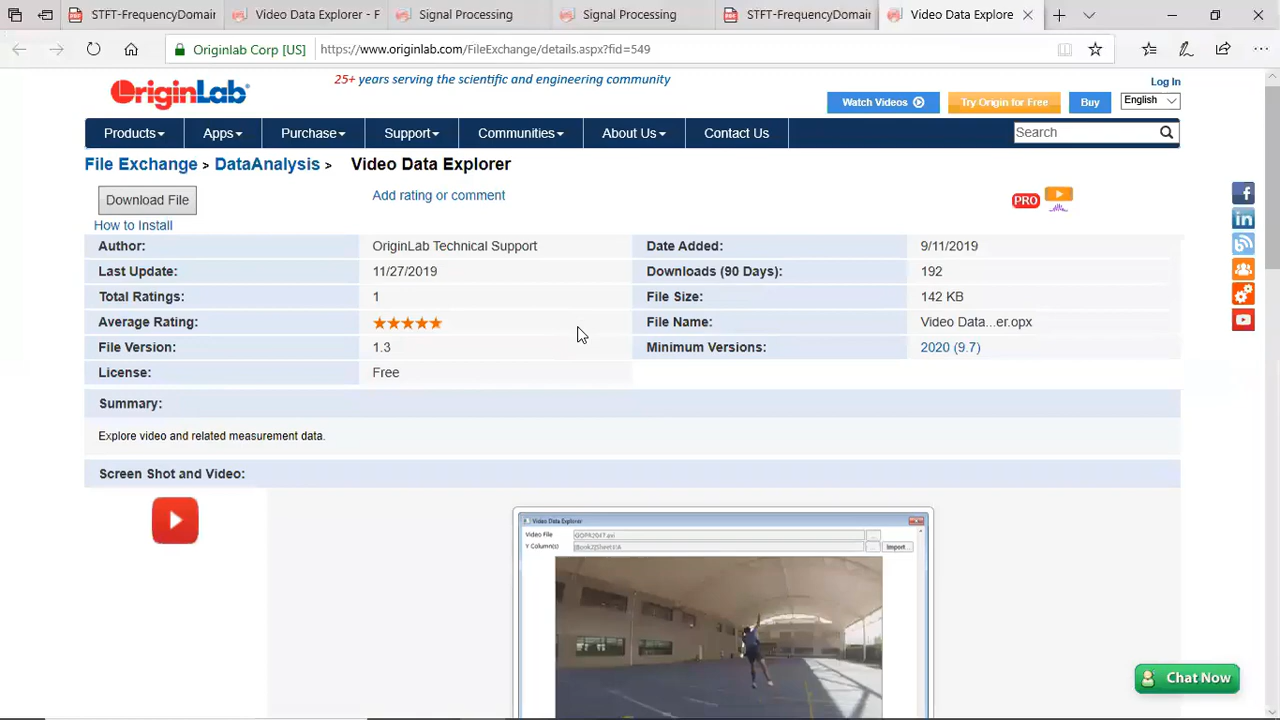 STFT-FrequencyDomain
Video Data Explorer - F
Signal Processing
Signal Processing
STFT-FrequencyDomain
Video Data Explore
Originlab Corp [US]
https://www.originlab.com/FileExchange/details.aspx?fid=549
OriginLab
25+ years serving the scientific and engineering community
Log In
Watch Videos
Try Origin for Free
Buy
English
Products
Apps
Purchase
Support
Communities
About Us
Contact Us
Search
File Exchange > DataAnalysis > Video Data Explorer
Download File
Add rating or comment
PRO
How to Install
Author: OriginLab Technical Support
Date Added: 9/11/2019
Last Update: 11/27/2019
Downloads (90 Days): 192
Total Ratings: 1
File Size: 142 KB
Average Rating:
File Name: Video Data...er.opx
File Version: 1.3
Minimum Versions: 2020 (9.7)
License: Free
Summary:
Explore video and related measurement data.
Screen Shot and Video:
Video Data Explorer
Video File
Y Column(s)
Import...
Chat Now